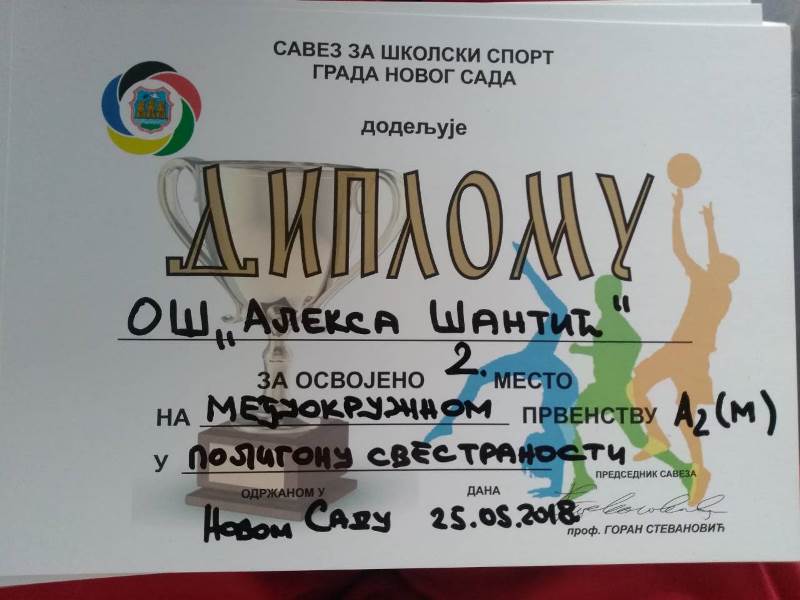 САВЕЗ ЗА ШКОЛСКИ СПОРТ
ГРАДА НОВОГ САДА
додељује
ДИПЛОМУ
ОШ „АЛЕКСА ШАНТИЋ"
ЗА ОСВОЈЕНО 2. МЕСТО
НА МЕЂУОКРУЖНОМ ПРВЕНСТВУ А2(М)
У ПОЛИГОНУ СВЕСТРАНОСТИ
ПРЕДСЕДНИК САВЕЗА
ОДРЖАНОМ У ДАНА
НОВОМ САДУ 25.05.2018
проф. ГОРАН СТЕВАНОВИЋ